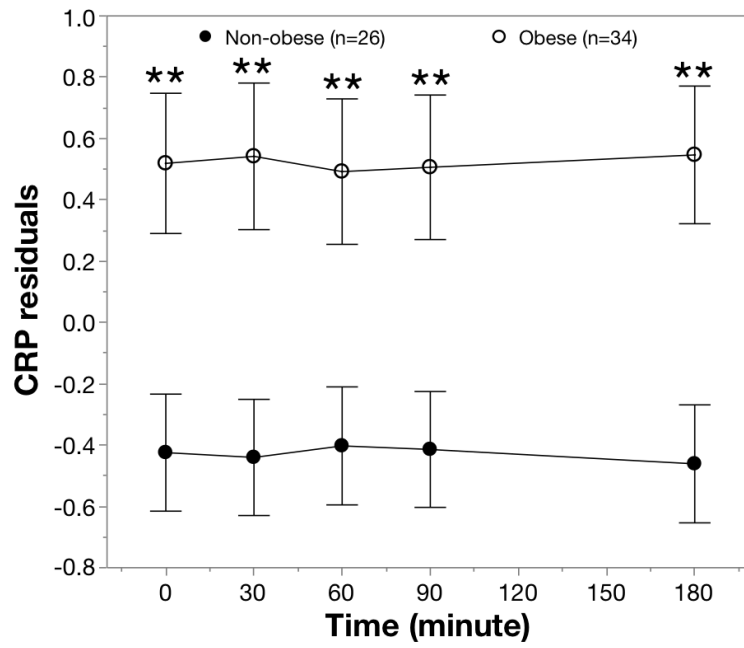 Non-obese (n=26)
Obese (n=34)
** ** ** ** **
1.0
0.8
0.6
0.4
0.2
0.0
-0.2
-0.4
-0.6
-0.8
CRP residuals
0 30 60 90 120 150 180
Time (minute)